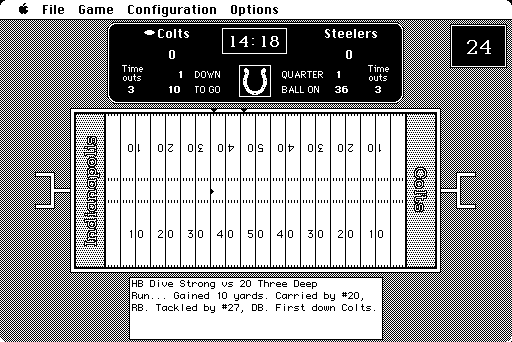 File Game Configuration Options
Colts 14:18 Steelers 24
0 0
Time outs 1 DOWN QUARTER 1 Time outs
3 10 TO GO BALL ON 36 3
10 20 30 40 50 40 30 20 10
Indianapolis Colts
10 20 30 40 50 40 30 20 10
HB Dive Strong vs 20 Three Deep
Run... Gained 10 yards. Carried by #20,
RB. Tackled by #27, DB. First down Colts.